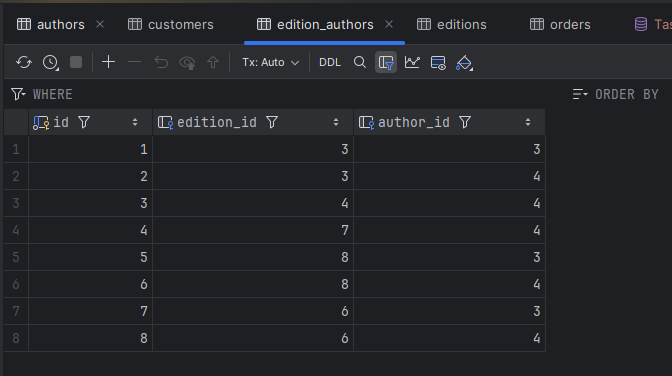 authors customers edition_authors editions orders Tas
Tx: Auto DDL
WHERE ORDER BY
id edition_id author_id
1 1 3 3
2 2 3 4
3 3 4 4
4 4 7 4
5 5 8 3
6 6 8 4
7 7 6 3
8 8 6 4